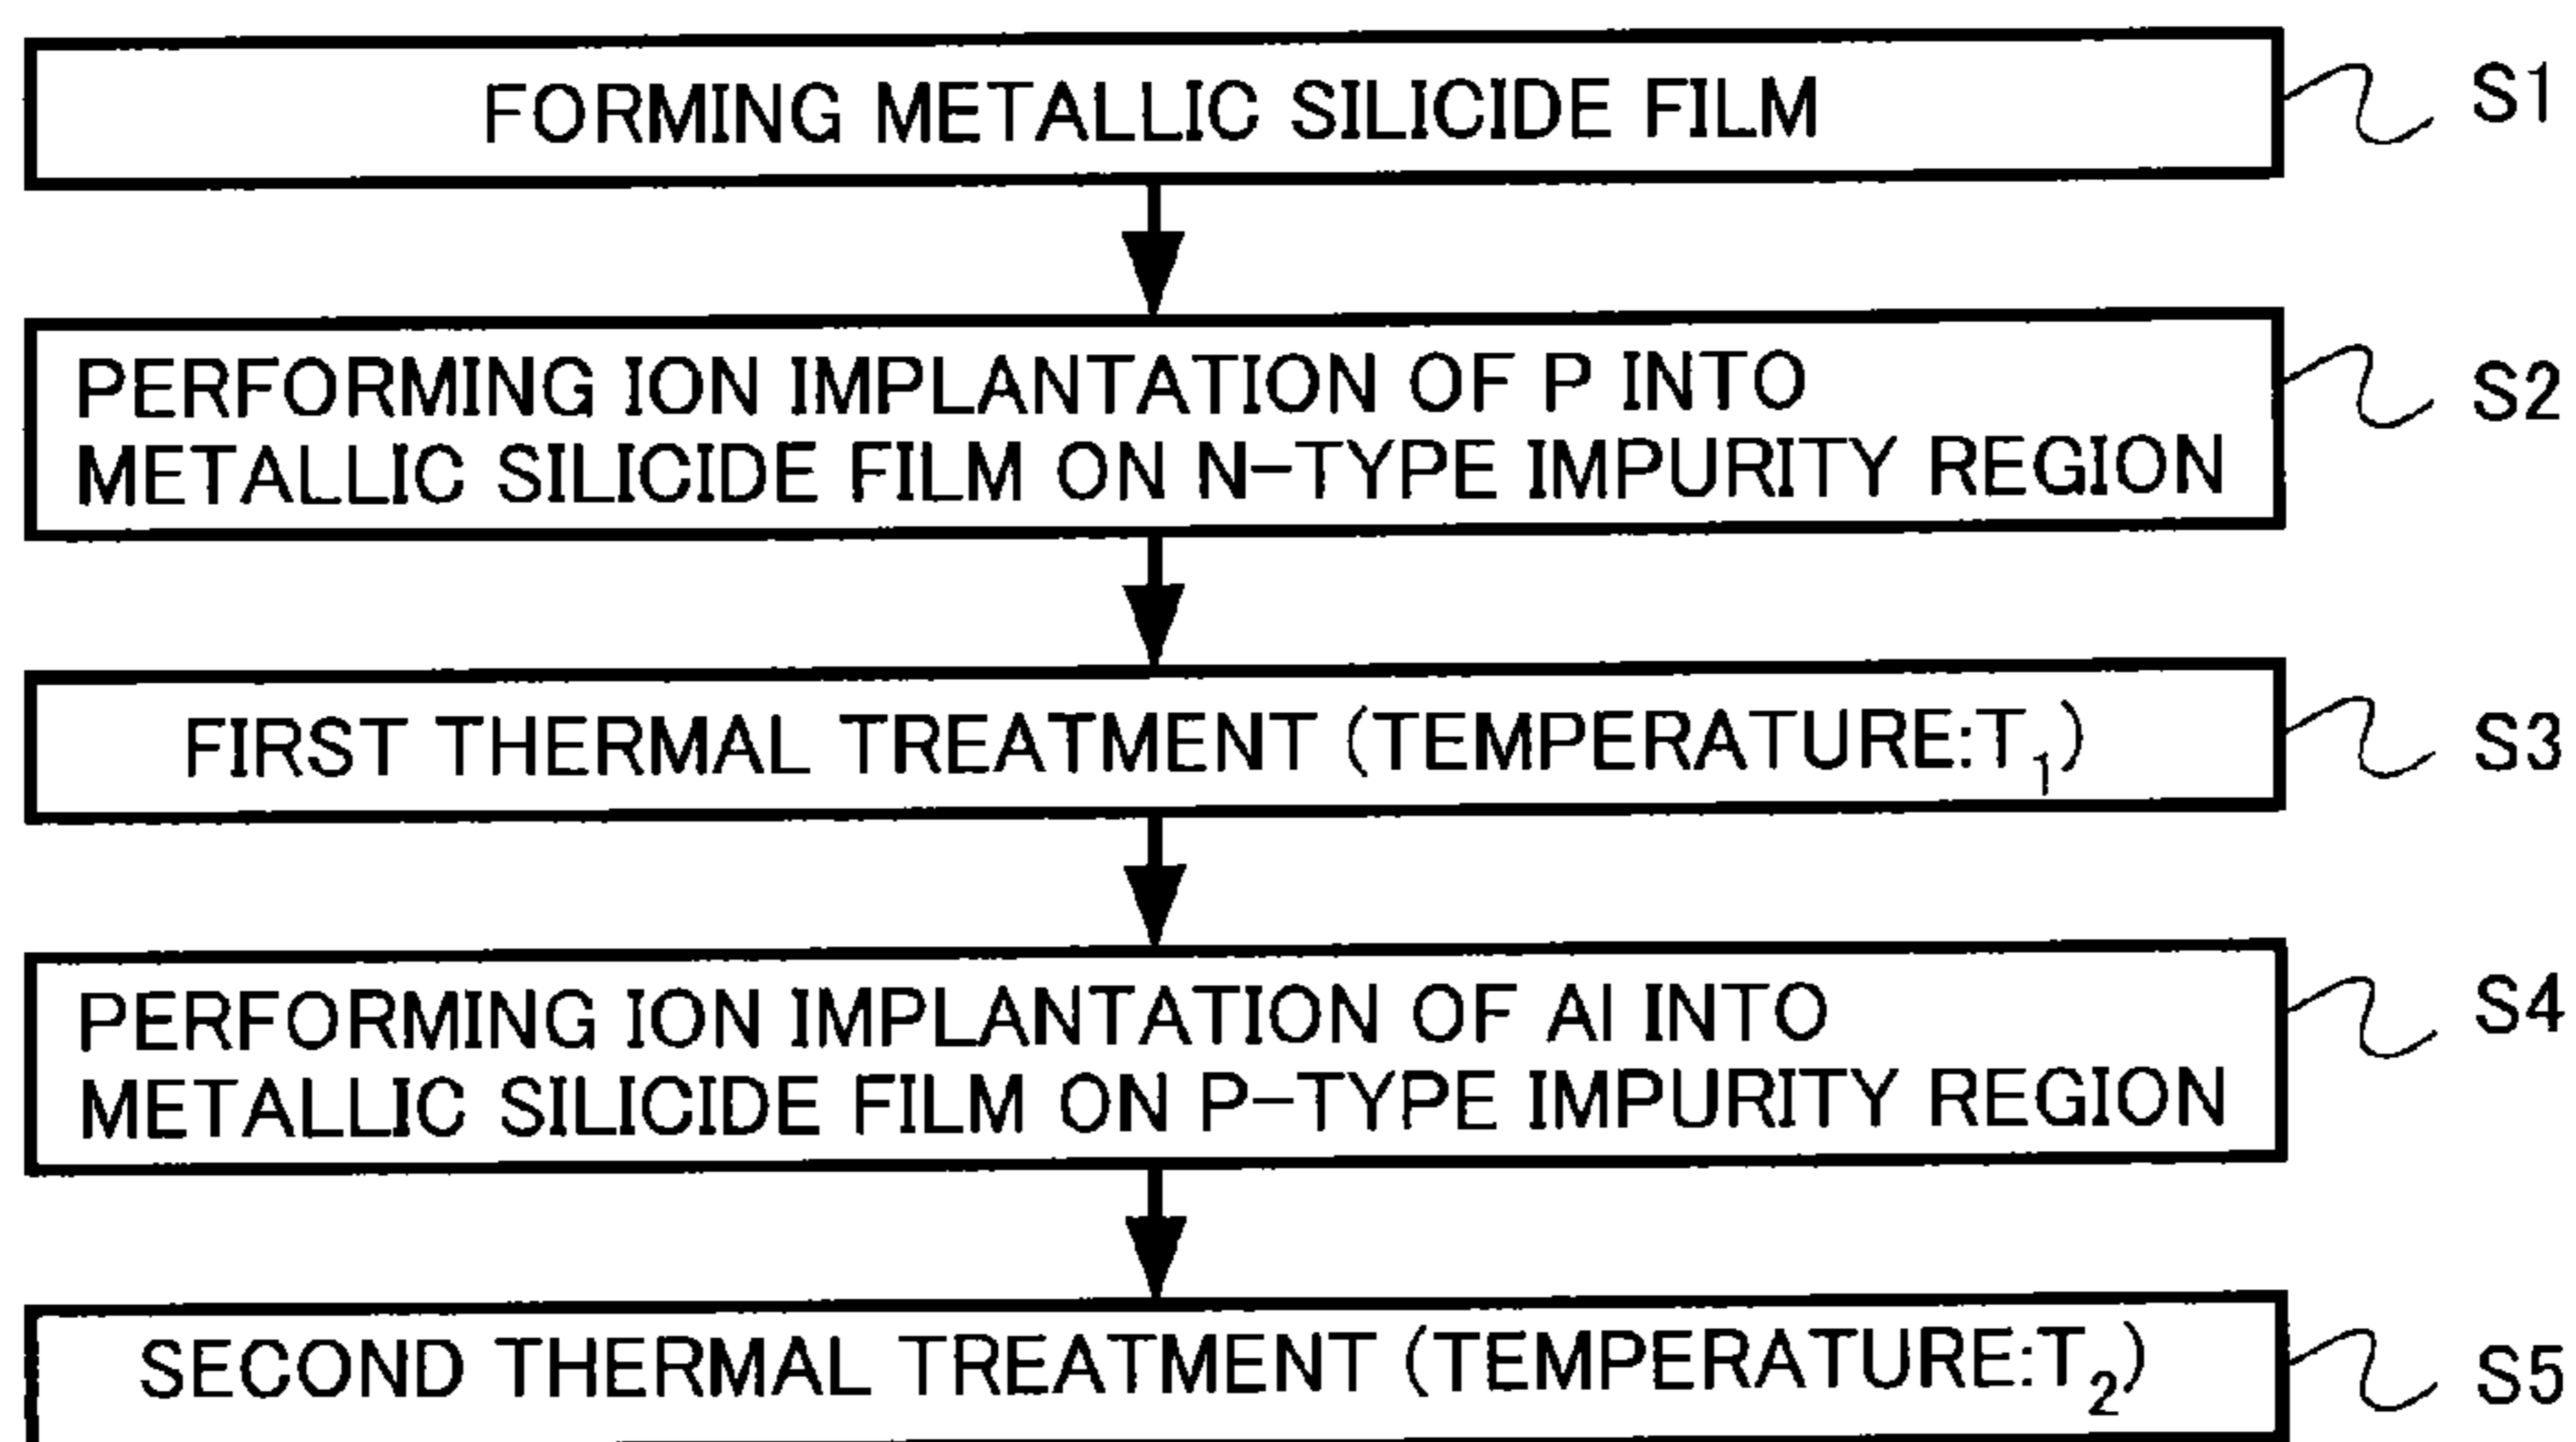 FORMING METALLIC SILICIDE FILM
S1
PERFORMING ION IMPLANTATION OF P INTO
METALLIC SILICIDE FILM ON N-TYPE IMPURITY REGION
S2
FIRST THERMAL TREATMENT (TEMPERATURE:T₁)
S3
PERFORMING ION IMPLANTATION OF Al INTO
METALLIC SILICIDE FILM ON P-TYPE IMPURITY REGION
S4
SECOND THERMAL TREATMENT (TEMPERATURE:T₂)
S5